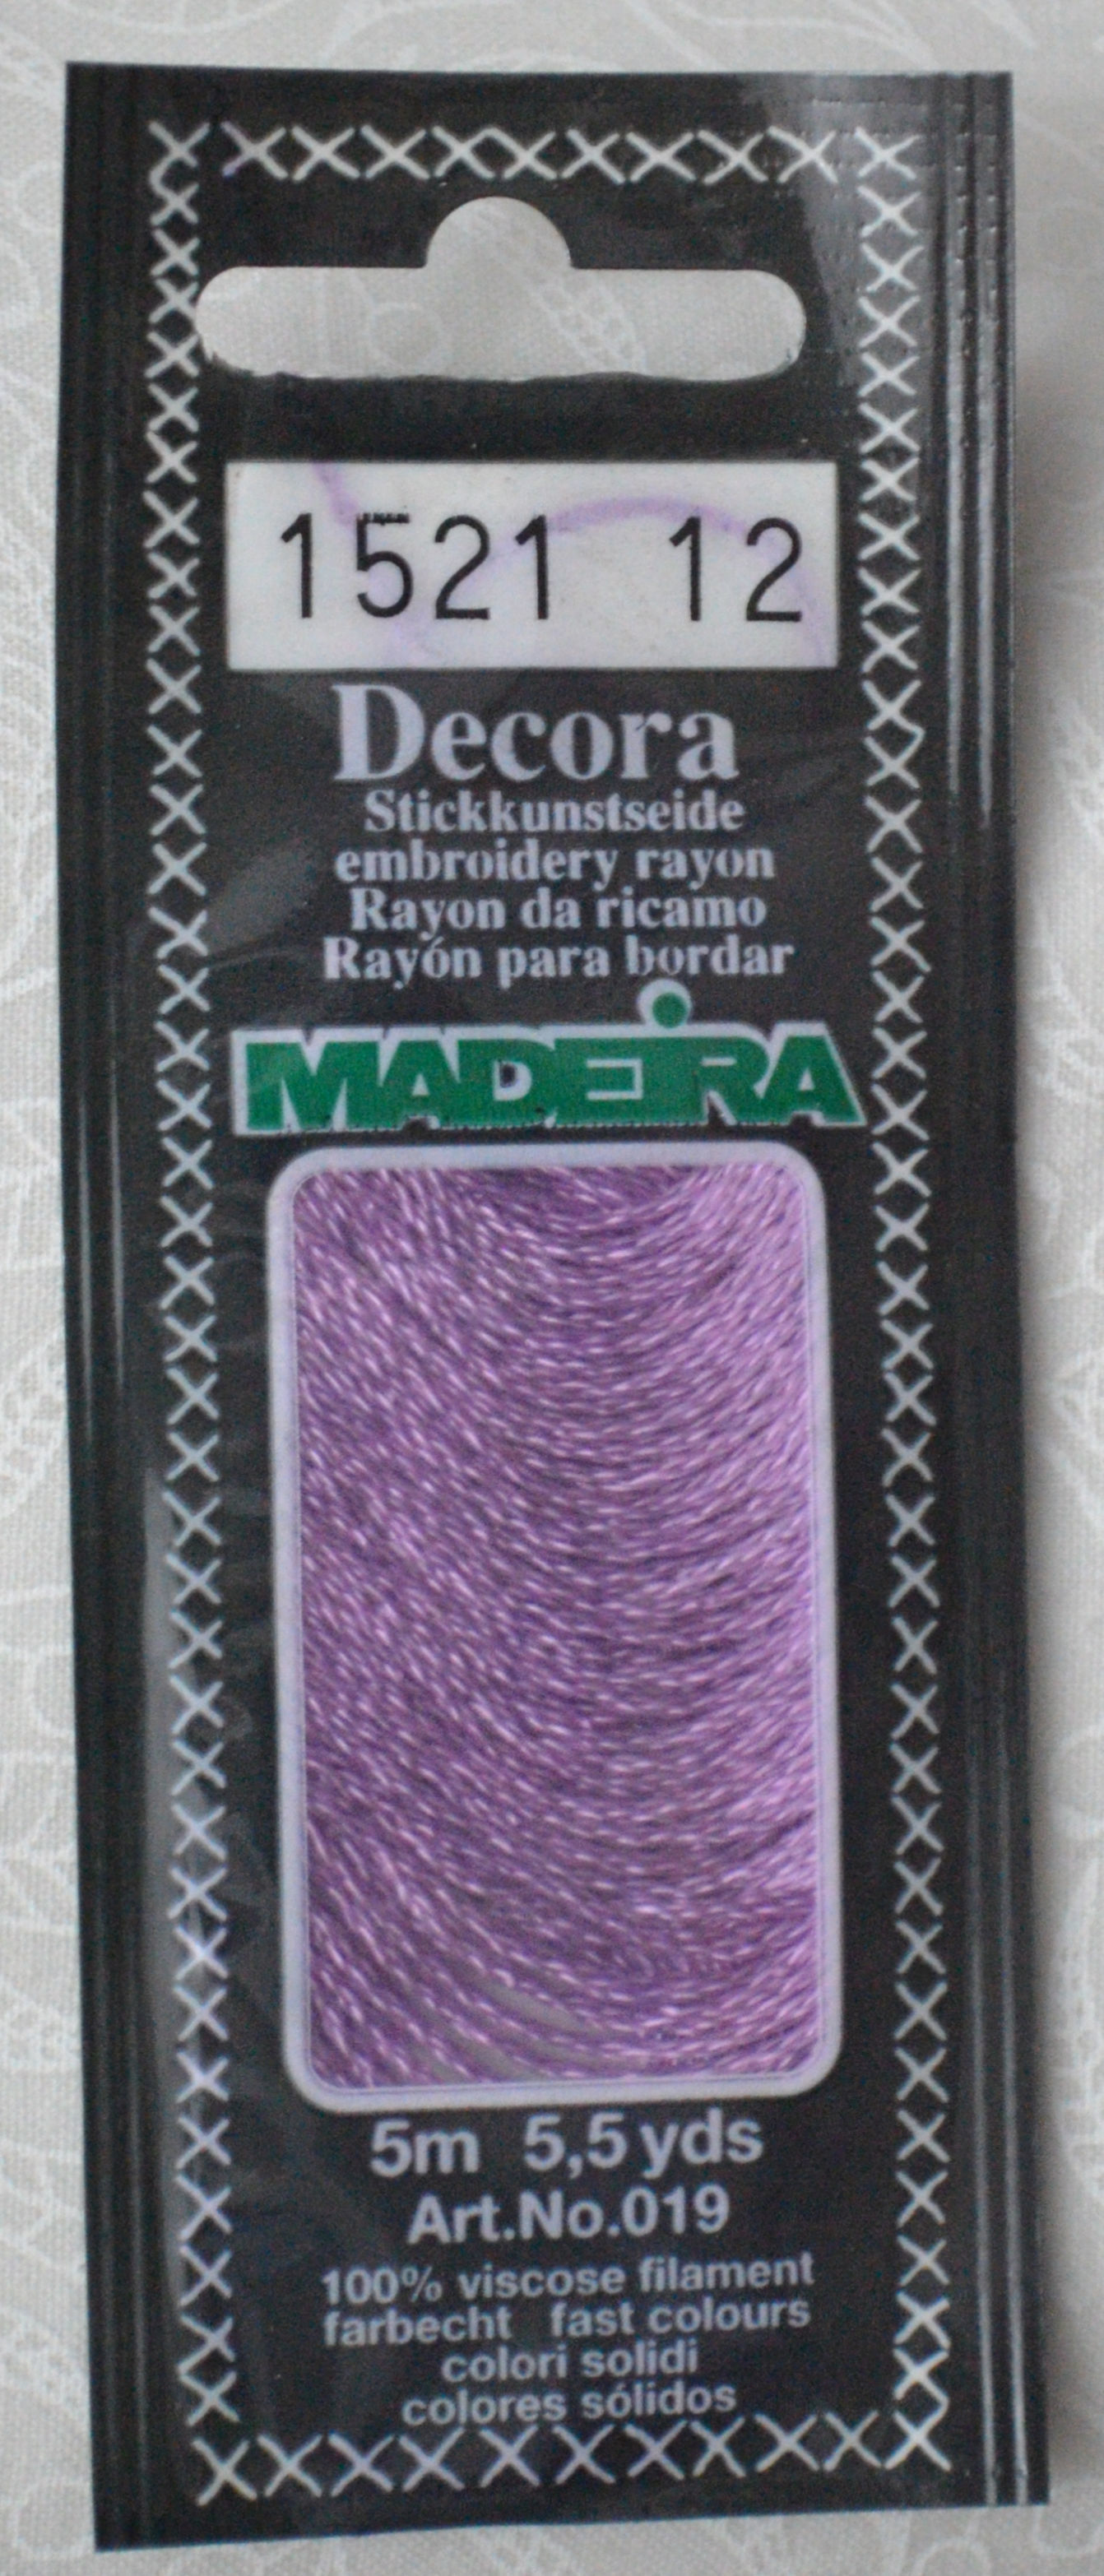 1521 12
Decora
Stickkunstseide
embroidery rayon
Rayon da ricamo
Rayón para bordar
MADEIRA
5m 5,5 yds
Art.No.019
100% viscose filament
farbecht fast colours
colori solidi
colores sólidos